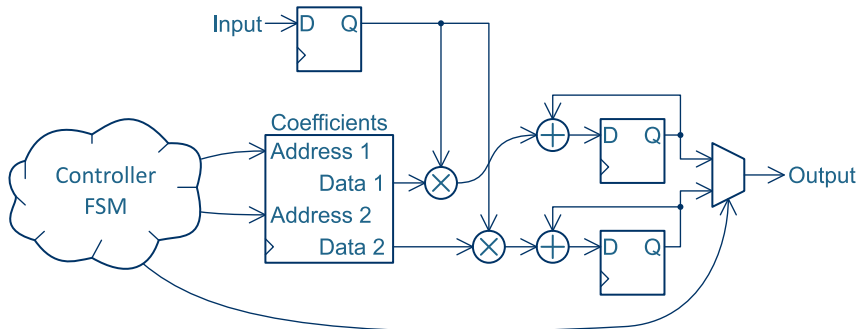 Input
D Q
Coefficients
Address 1
Data 1
Address 2
Data 2
Controller
FSM
D Q
D Q
Output